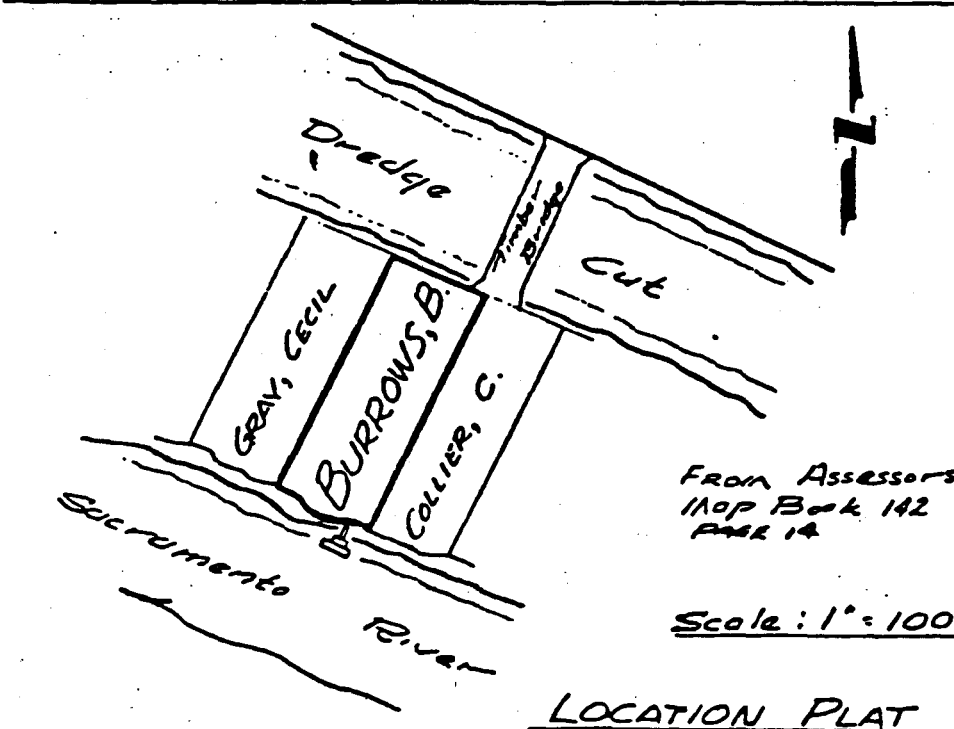 Dredge
Timber
Bridge
Cut
N
GRAY, CECIL
BURROWS, B.
COLLIER, C.
Sacramento
River
From Assessors
Map Book 142
PAGE 14
Scale: 1" = 100
LOCATION PLAT